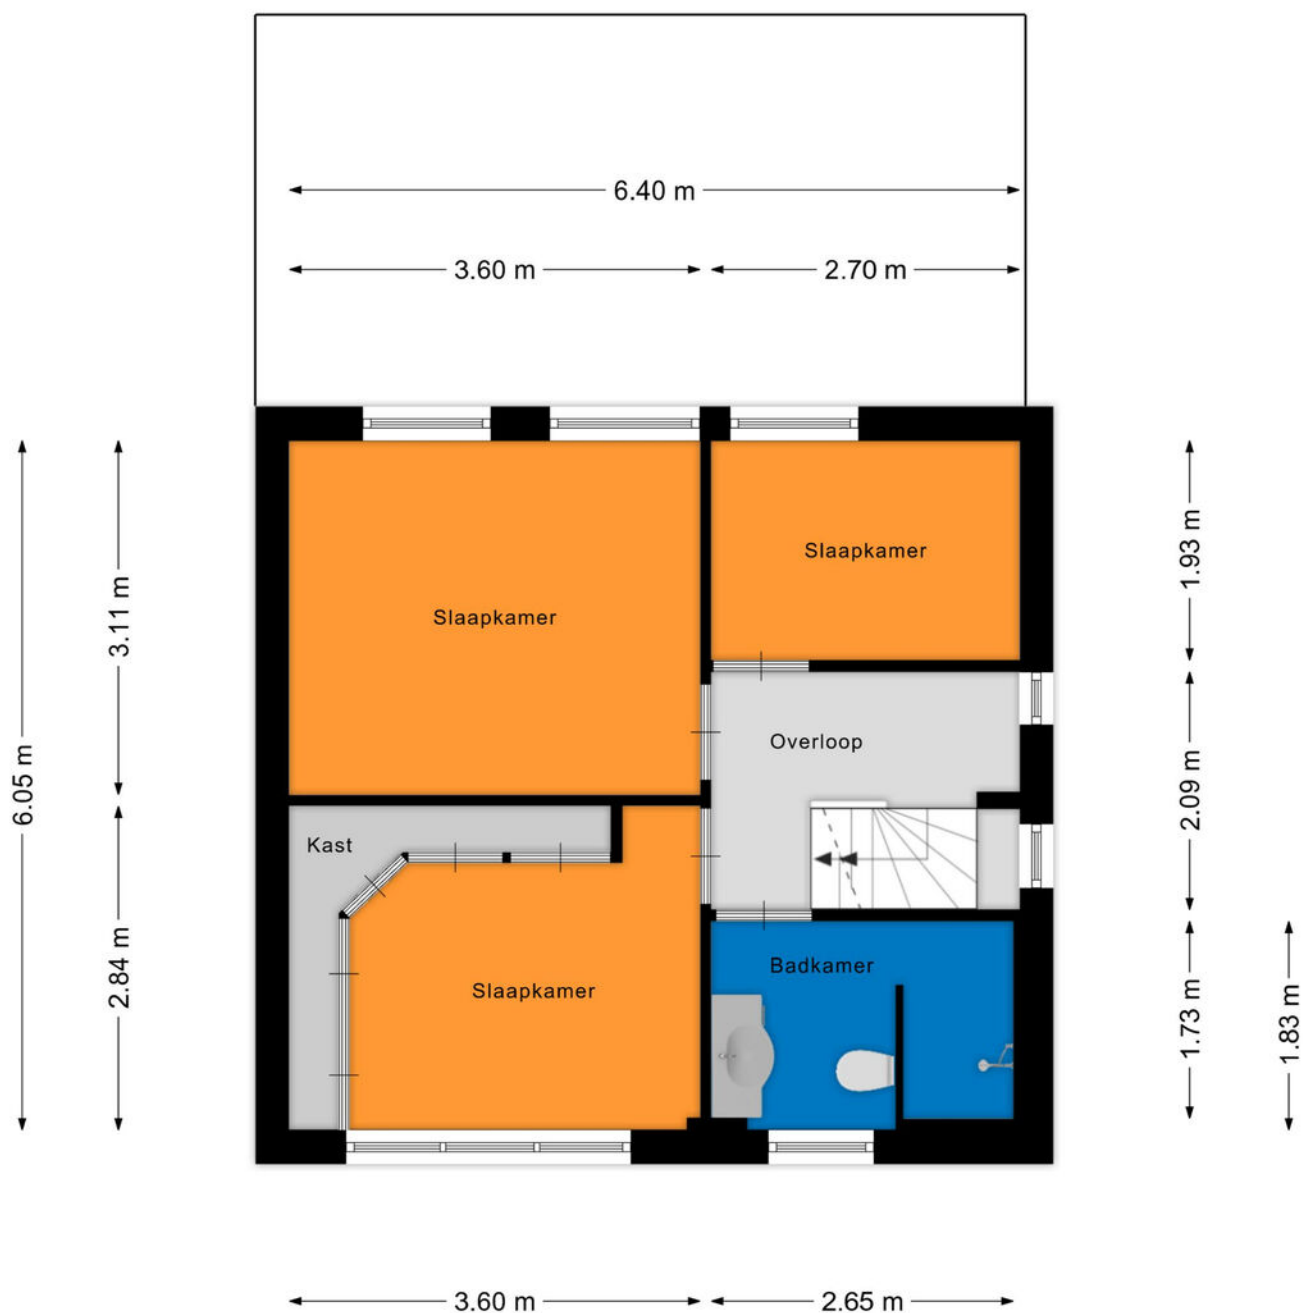 6.40 m
3.60 m
2.70 m
Slaapkamer
1.93 m
3.11 m
Slaapkamer
Overloop
6.05 m
2.09 m
Kast
2.84 m
Badkamer
Slaapkamer
1.73 m
1.83 m
3.60 m
2.65 m